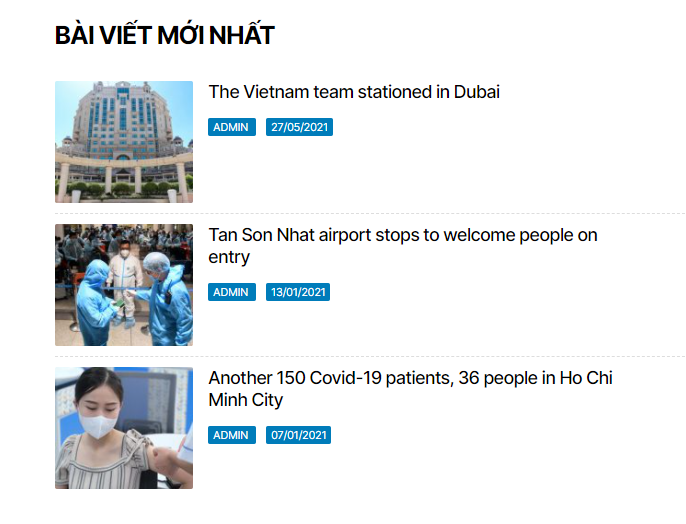 BÀI VIẾT MỚI NHẤT
The Vietnam team stationed in Dubai
ADMIN 27/05/2021
Tan Son Nhat airport stops to welcome people on
entry
ADMIN 13/01/2021
Another 150 Covid-19 patients, 36 people in Ho Chi
Minh City
ADMIN 07/01/2021